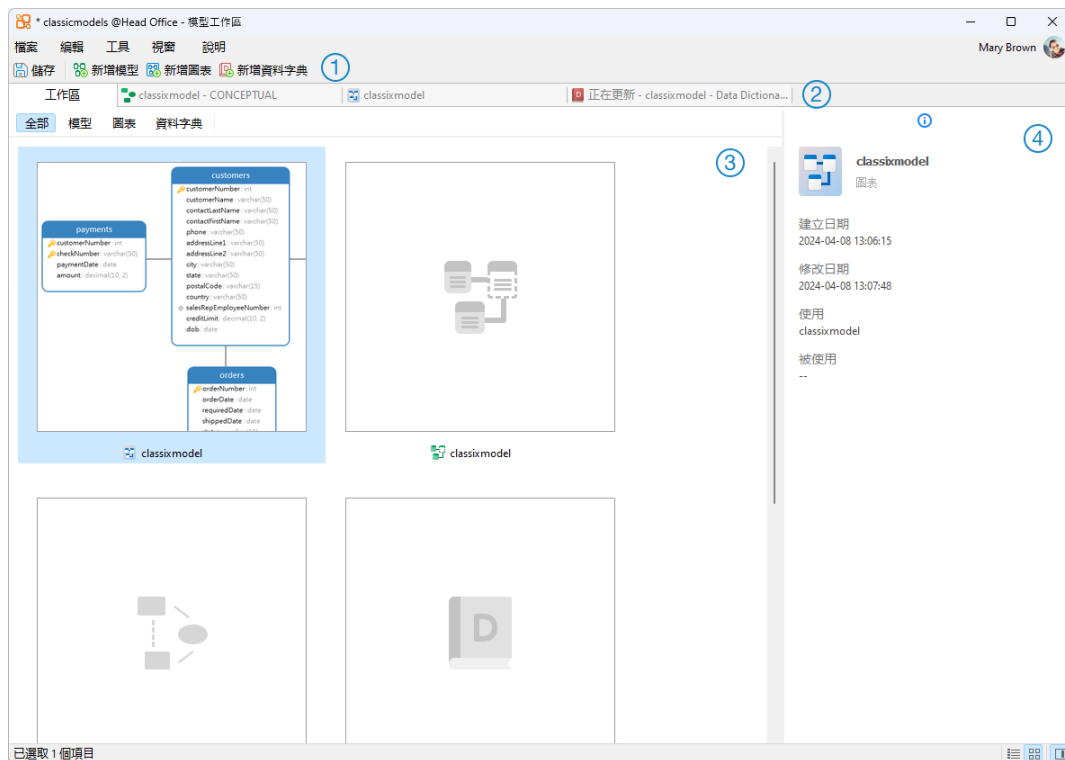 * classicmodels @Head Office - 模型工作區
檔案 編輯 工具 視窗 說明 Mary Brown
儲存 新增模型 新增圖表 新增資料字典 1
工作區 classixmodel - CONCEPTUAL classixmodel 正在更新 - classixmodel - Data Dictiona... 2
全部 模型 圖表 資料字典
3
4
customers
customerNumber: int
customerName: varchar(50)
contactLastName: varchar(50)
contactFirstName: varchar(50)
phone: varchar(50)
addressLine1: varchar(50)
addressLine2: varchar(50)
city: varchar(50)
state: varchar(50)
postalCode: varchar(15)
country: varchar(50)
salesRepEmployeeNumber: int
creditLimit: decimal(10, 2)
dob: date
payments
customerNumber: int
checkNumber: varchar(50)
paymentDate: date
amount: decimal(10, 2)
orders
orderNumber: int
orderDate: date
requiredDate: date
shippedDate: date
classixmodel
classixmodel
D
classixmodel
圖表
建立日期
2024-04-08 13:06:15
修改日期
2024-04-08 13:07:48
使用
classixmodel
被使用
--
已選取 1 個項目